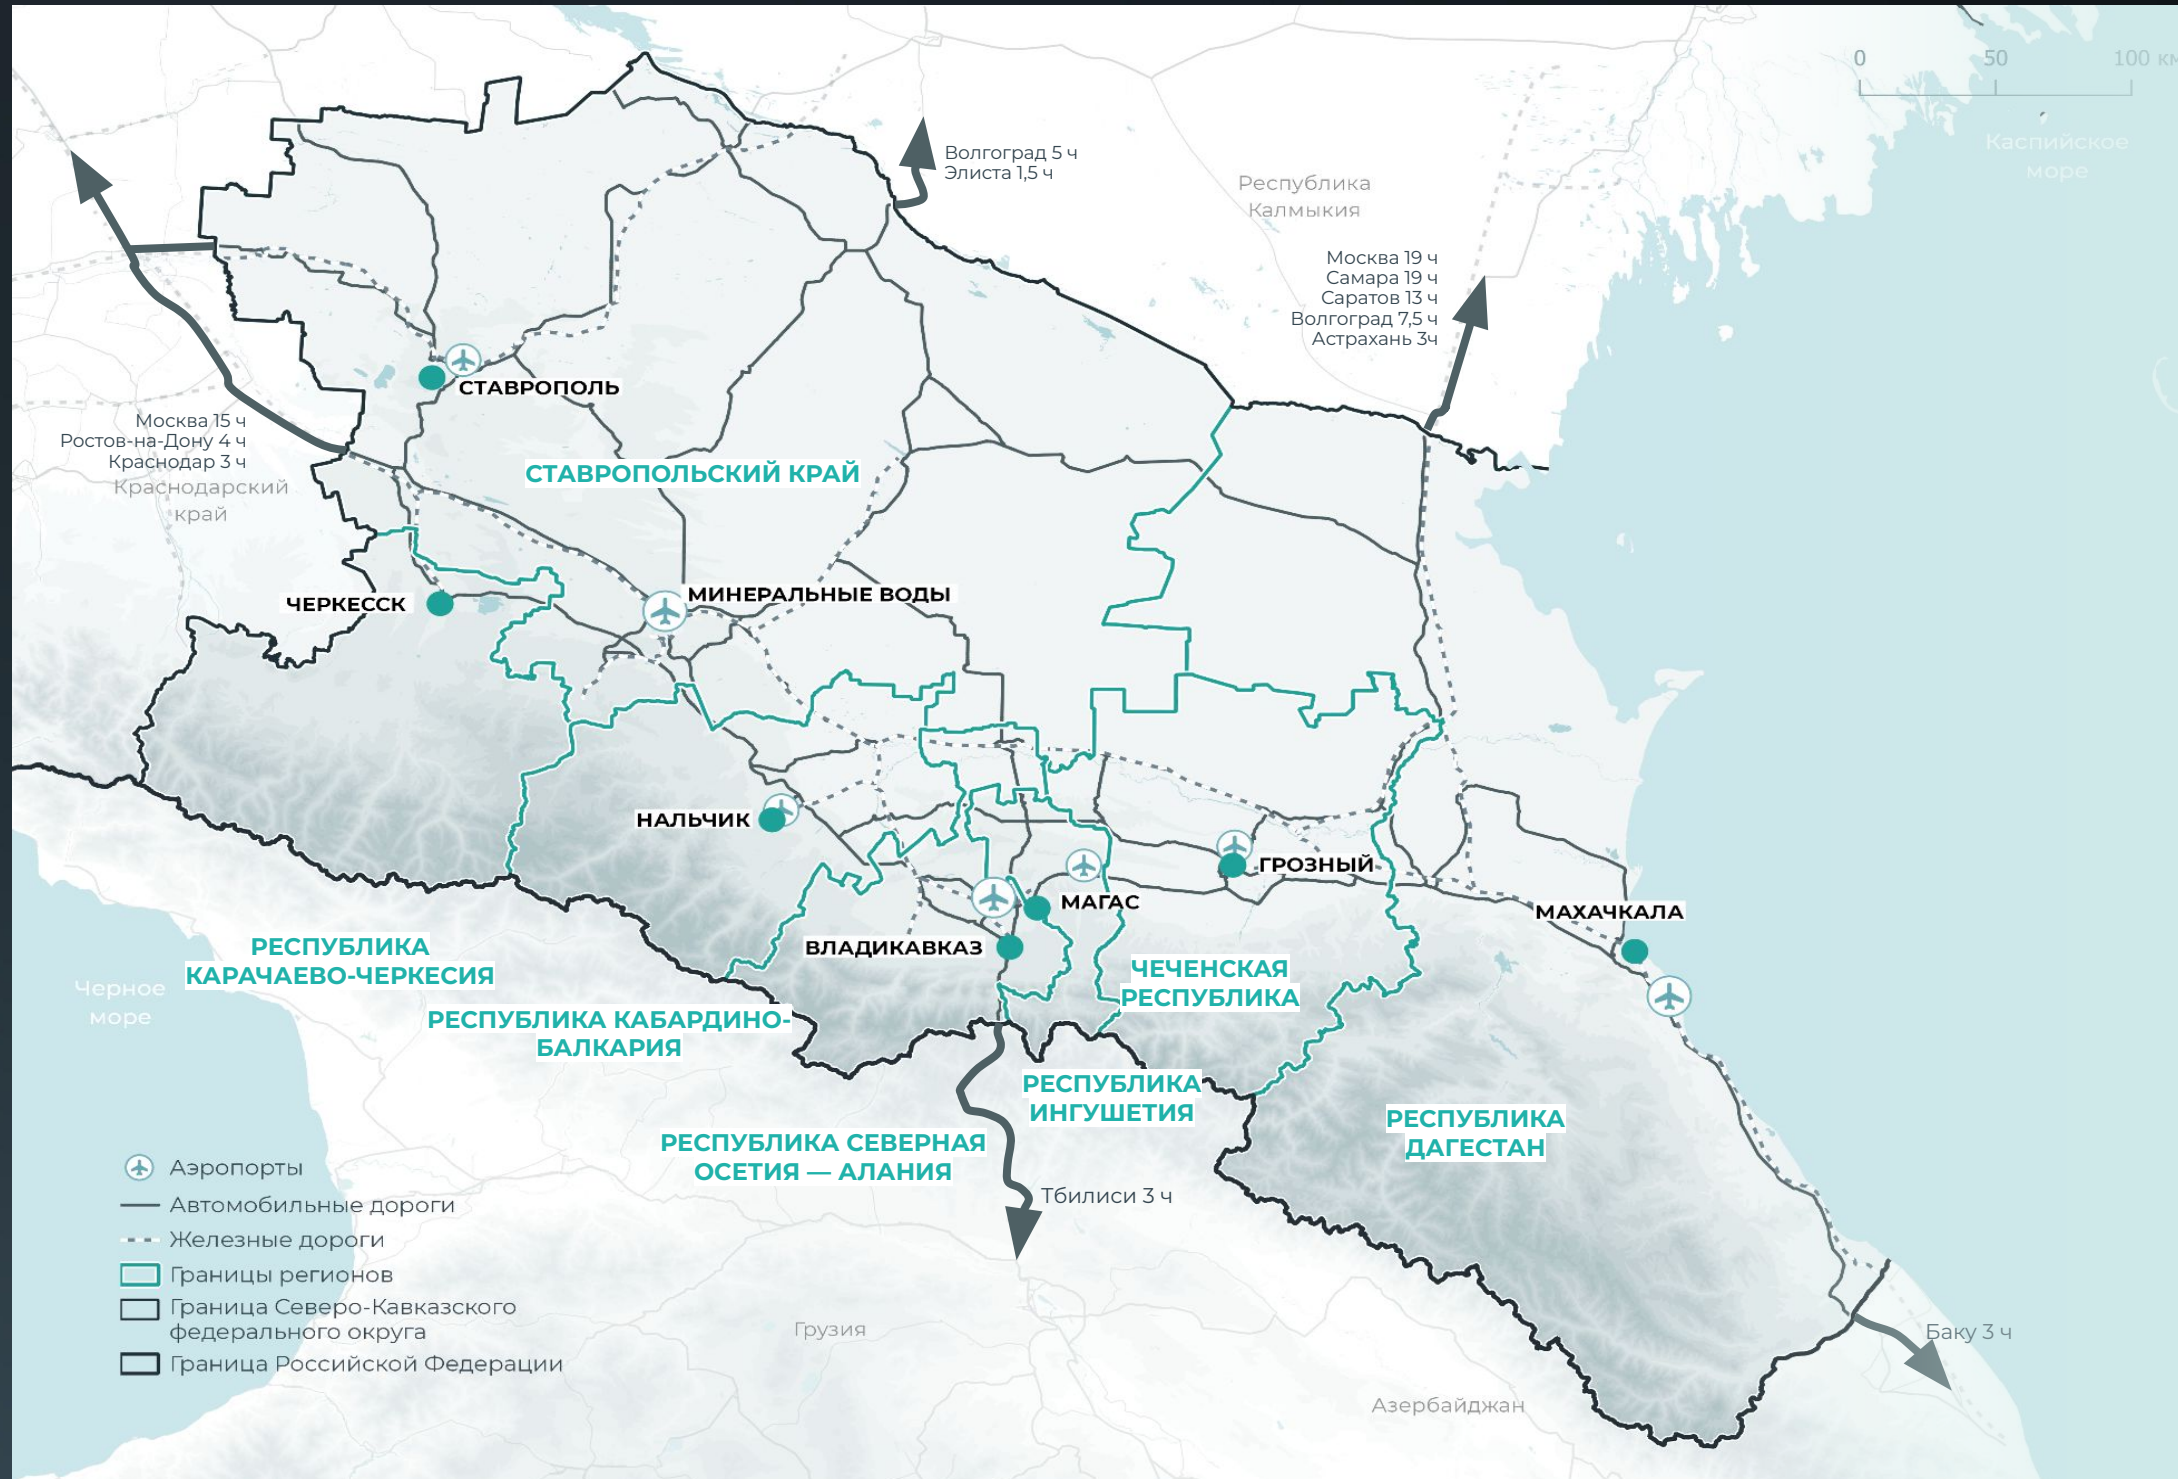 0 50 100 км
Каспийское
море
Волгоград 5 ч
Элиста 1,5 ч
Республика
Калмыкия
Москва 19 ч
Самара 19 ч
Саратов 13 ч
Волгоград 7,5 ч
Астрахань 3ч
СТАВРОПОЛЬ
Москва 15 ч
Ростов-на-Дону 4 ч
Краснодар 3 ч
Краснодарский
край
СТАВРОПОЛЬСКИЙ КРАЙ
МИНЕРАЛЬНЫЕ ВОДЫ
ЧЕРКЕССК
НАЛЬЧИК
ГРОЗНЫЙ
МАГАС
МАХАЧКАЛА
ВЛАДИКАВКАЗ
РЕСПУБЛИКА
КАРАЧАЕВО-ЧЕРКЕСИЯ
ЧЕЧЕНСКАЯ
РЕСПУБЛИКА
Черное
море
РЕСПУБЛИКА КАБАРДИНО-
БАЛКАРИЯ
РЕСПУБЛИКА
ИНГУШЕТИЯ
РЕСПУБЛИКА
ДАГЕСТАН
РЕСПУБЛИКА СЕВЕРНАЯ
ОСЕТИЯ — АЛАНИЯ
Тбилиси 3 ч
Аэропорты
Автомобильные дороги
Железные дороги
Границы регионов
Граница Северо-Кавказского
федерального округа
Граница Российской Федерации
Грузия
Баку 3 ч
Азербайджан